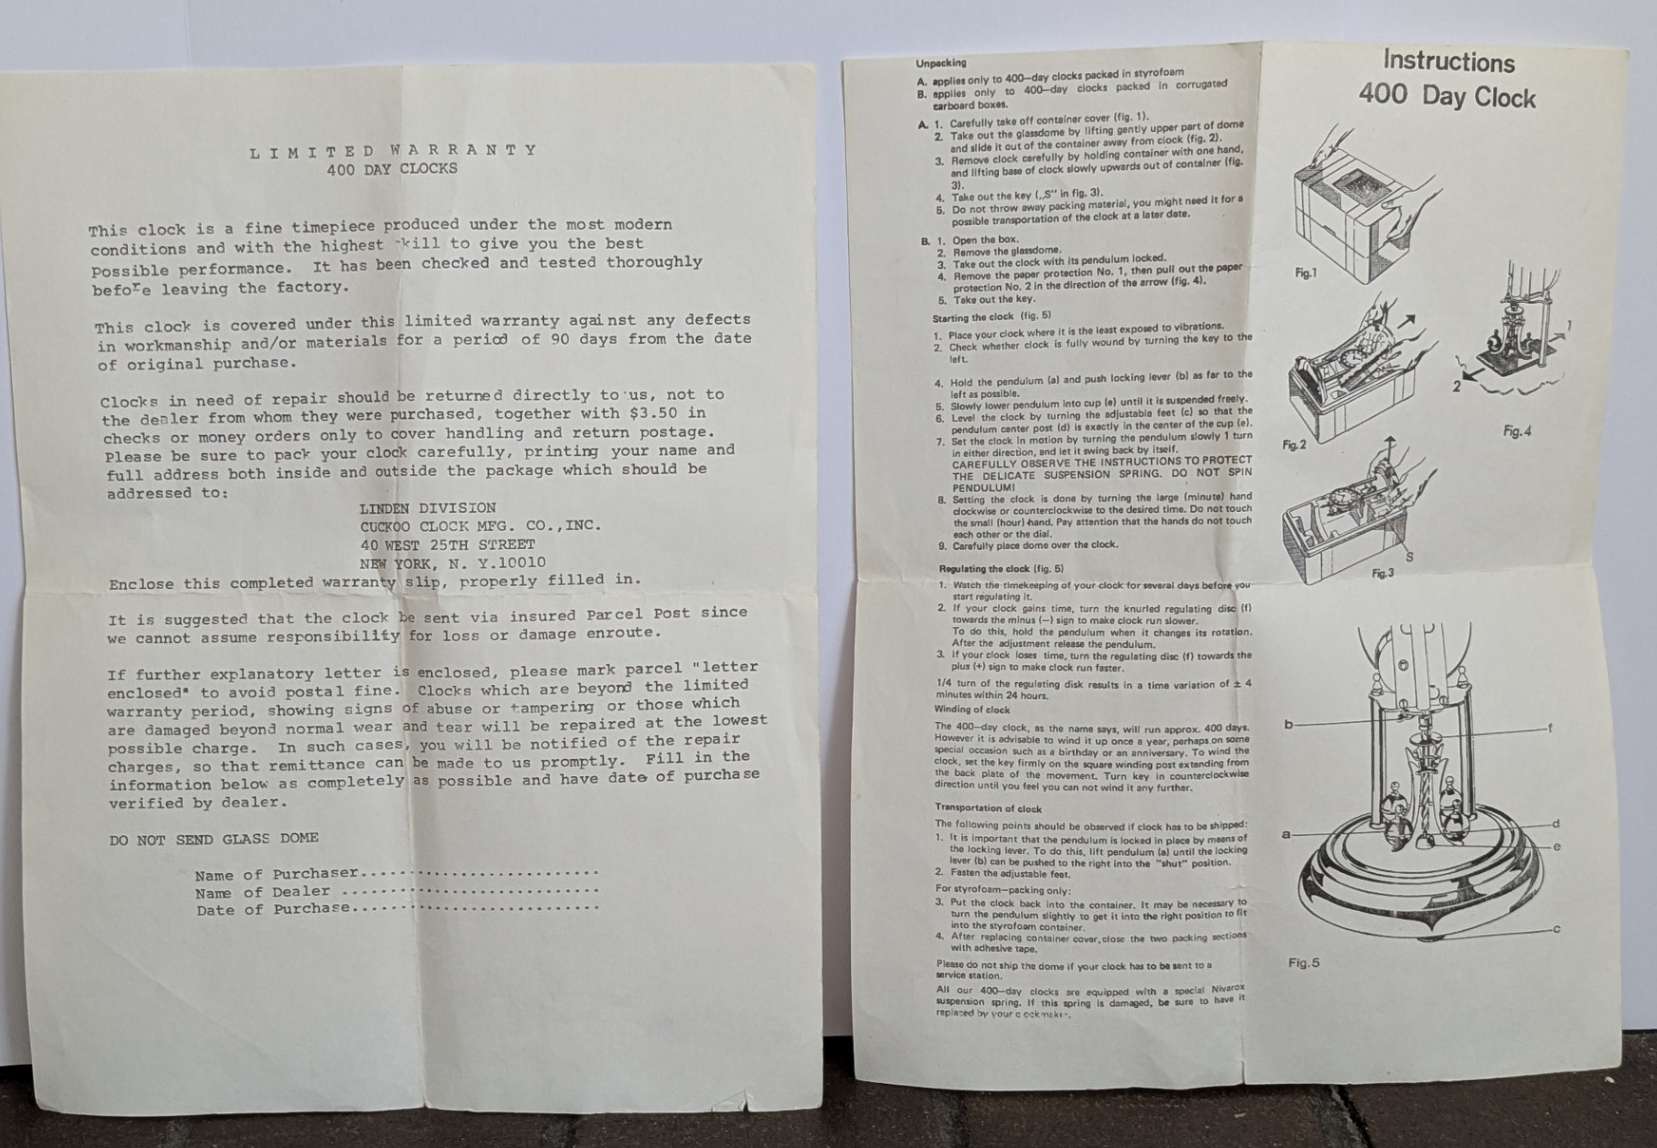 L I M I T E D  W A R R A N T Y
400 DAY CLOCKS
This clock is a fine timepiece produced under the most modern
conditions and with the highest kill to give you the best
possible performance. It has been checked and tested thoroughly
before leaving the factory.
This clock is covered under this limited warranty against any defects
in workmanship and/or materials for a period of 90 days from the date
of original purchase.
Clocks in need of repair should be returned directly to us, not to
the dealer from whom they were purchased, together with $3.50 in
checks or money orders only to cover handling and return postage.
Please be sure to pack your clock carefully, printing your name and
full address both inside and outside the package which should be
addressed to:
LINDEN DIVISION
CUCKOO CLOCK MFG. CO.,INC.
40 WEST 25TH STREET
NEW YORK, N. Y.10010
Enclose this completed warranty slip, properly filled in.
It is suggested that the clock be sent via insured Parcel Post since
we cannot assume responsibility for loss or damage enroute.
If further explanatory letter is enclosed, please mark parcel "letter
enclosed" to avoid postal fine. Clocks which are beyond the limited
warranty period, showing signs of abuse or tampering or those which
are damaged beyond normal wear and tear will be repaired at the lowest
possible charge. In such cases, you will be notified of the repair
charges, so that remittance can be made to us promptly. Fill in the
information below as completely as possible and have date of purchase
verified by dealer.
DO NOT SEND GLASS DOME
Name of Purchaser...........................
Name of Dealer .............................
Date of Purchase............................
Unpacking
A. applies only to 400—day clocks packed in styrofoam
B. applies only to 400—day clocks packed in corrugated
carboard boxes.
A. 1. Carefully take off container cover (fig. 1).
2. Take out the glassdome by lifting gently upper part of dome
and slide it out of the container away from clock (fig. 2).
3. Remove clock carefully by holding container with one hand,
and lifting base of clock slowly upwards out of container (fig.
3).
4. Take out the key („S" in fig. 3).
5. Do not throw away packing material, you might need it for a
possible transportation of the clock at a later date.
B. 1. Open the box.
2. Remove the glassdome.
3. Take out the clock with its pendulum locked.
4. Remove the paper protection No. 1, then pull out the paper
protection No. 2 in the direction of the arrow (fig. 4).
5. Take out the key.
Starting the clock (fig. 5)
1. Place your clock where it is the least exposed to vibrations.
2. Check whether clock is fully wound by turning the key to the
left.
4. Hold the pendulum (a) and push locking lever (b) as far to the
left as possible.
5. Slowly lower pendulum into cup (e) until it is suspended freely.
6. Level the clock by turning the adjustable feet (c) so that the
pendulum center post (d) is exactly in the center of the cup (e).
7. Set the clock in motion by turning the pendulum slowly 1 turn
in either direction, and let it swing back by itself.
CAREFULLY OBSERVE THE INSTRUCTIONS TO PROTECT
THE DELICATE SUSPENSION SPRING. DO NOT SPIN
PENDULUM!
8. Setting the clock is done by turning the large (minute) hand
clockwise or counterclockwise to the desired time. Do not touch
the small (hour) hand. Pay attention that the hands do not touch
each other or the dial.
9. Carefully place dome over the clock.
Regulating the clock (fig. 5)
1. Watch the timekeeping of your clock for several days before you
start regulating it.
2. If your clock gains time, turn the knurled regulating disc (f)
towards the minus (—) sign to make clock run slower.
To do this, hold the pendulum when it changes its rotation.
After the adjustment release the pendulum.
3. If your clock loses time, turn the regulating disc (f) towards the
plus (+) sign to make clock run faster.
1/4 turn of the regulating disk results in a time variation of ± 4
minutes within 24 hours.
Winding of clock
The 400—day clock, as the name says, will run approx. 400 days.
However it is advisable to wind it up once a year, perhaps on some
special occasion such as a birthday or an anniversary. To wind the
clock, set the key firmly on the square winding post extending from
the back plate of the movement. Turn key in counterclockwise
direction until you feel you can not wind it any further.
Transportation of clock
The following points should be observed if clock has to be shipped:
1. It is important that the pendulum is locked in place by means of
the locking lever. To do this, lift pendulum (a) until the locking
lever (b) can be pushed to the right into the "shut" position.
2. Fasten the adjustable feet.
For styrofoam—packing only:
3. Put the clock back into the container. It may be necessary to
turn the pendulum slightly to get it into the right position to fit
into the styrofoam container.
4. After replacing container cover, close the two packing sections
with adhesive tape.
Please do not ship the dome if your clock has to be sent to a
service station.
All our 400—day clocks are equipped with a special Nivarox
suspension spring. If this spring is damaged, be sure to have it
replaced by your
Instructions
400 Day Clock
Fig.1
1
2
Fig.4
Fig.2
S
Fig.3
b
f
a
d
e
c
Fig.5